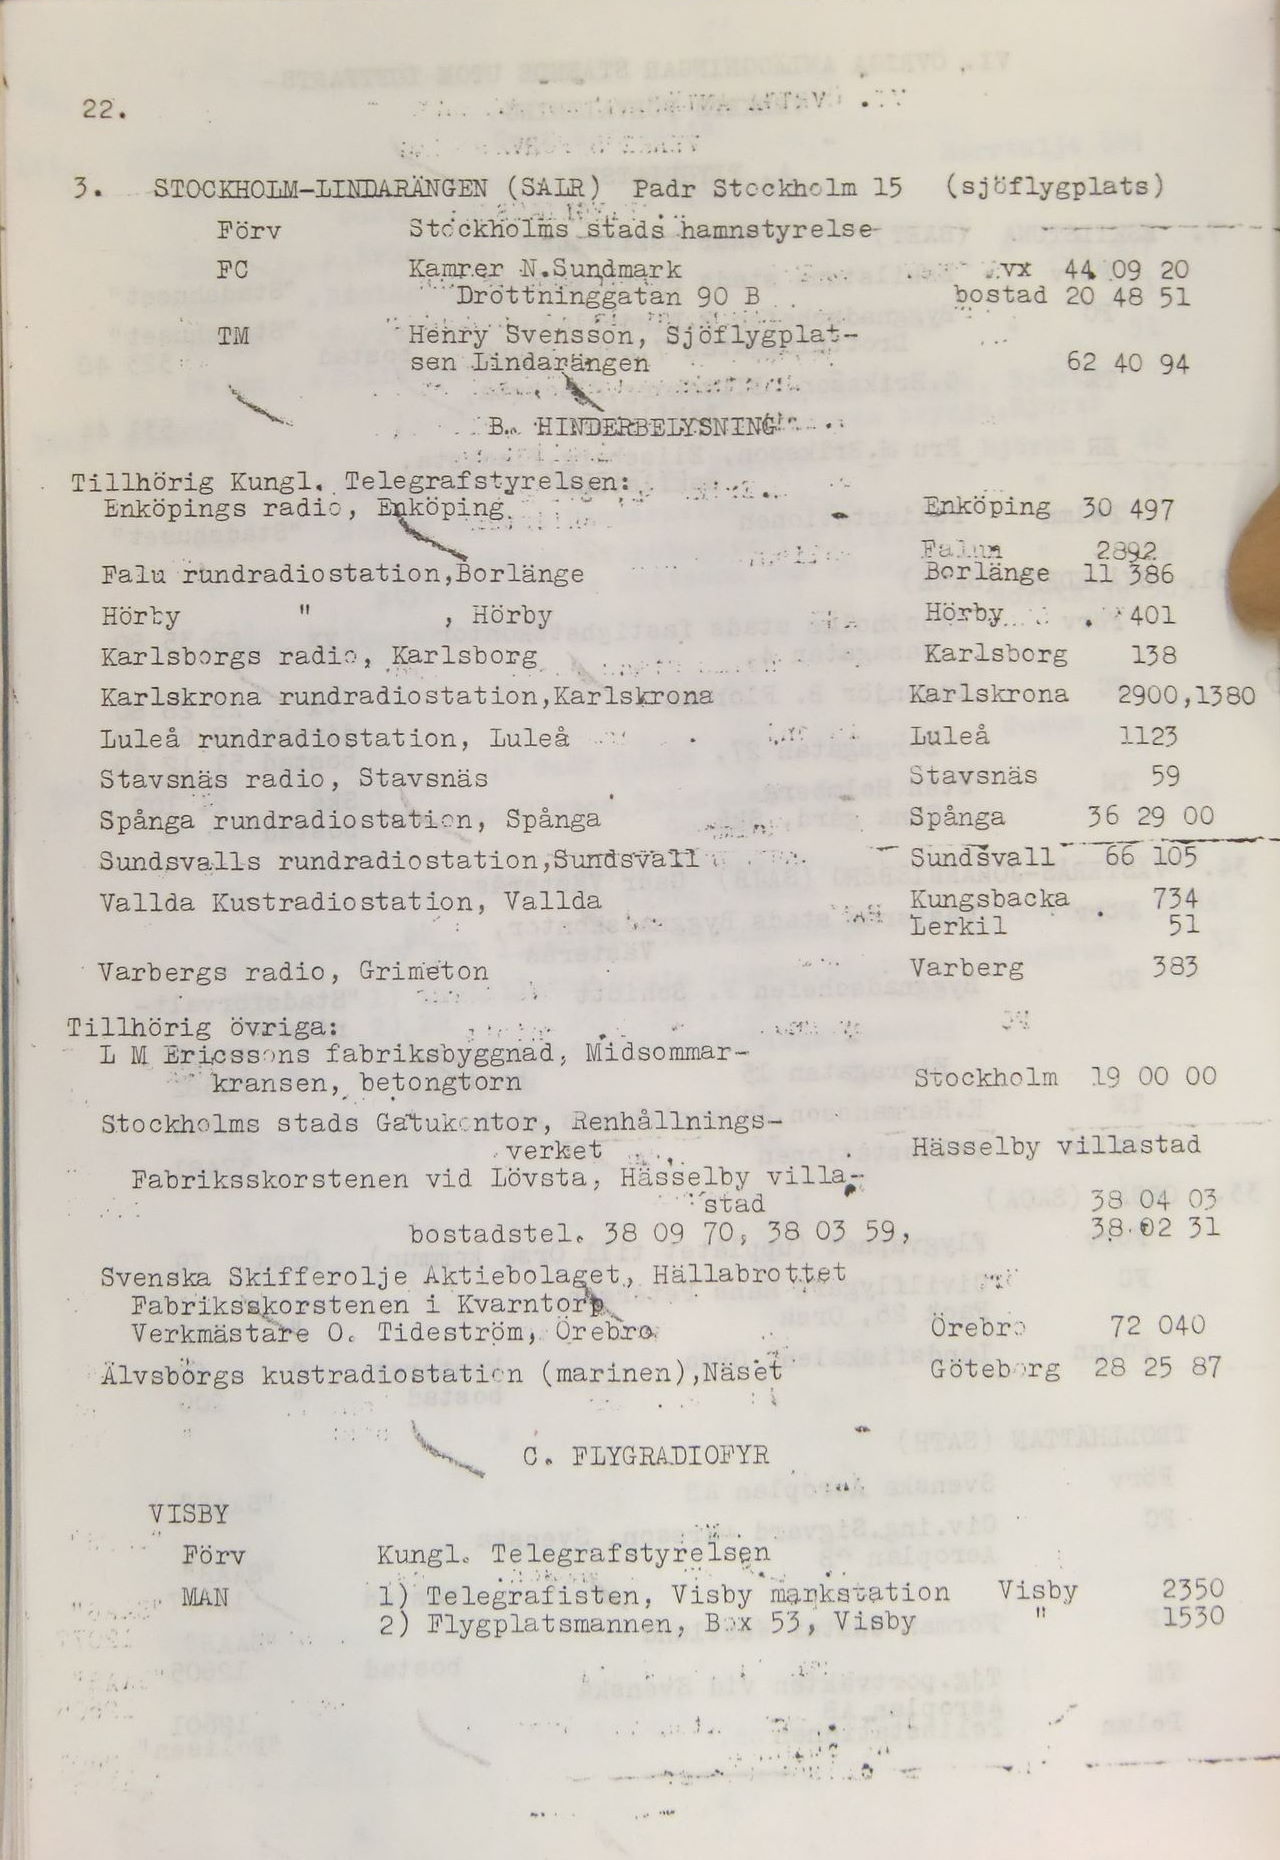 22.
3. STOCKHOLM-LINDARÄNGEN (SALR) Padr Stockholm 15 (sjöflygplats)
Förv Stockholms stads hamnstyrelse
FC Kamrer N.Sundmark vx 44 09 20
Drottninggatan 90 B bostad 20 48 51
TM Henry Svensson, Sjöflygplat-
sen Lindarängen 62 40 94
B. HINDERBELYSNING
Tillhörig Kungl. Telegrafstyrelsen:
Enköpings radio, Enköping Enköping 30 497
Falun 2892
Falu rundradiostation,Borlänge Borlänge 11 386
Hörby " , Hörby Hörby 401
Karlsborgs radio, Karlsborg Karlsborg 138
Karlskrona rundradiostation,Karlskrona Karlskrona 2900,1380
Luleå rundradiostation, Luleå Luleå 1123
Stavsnäs radio, Stavsnäs Stavsnäs 59
Spånga rundradiostation, Spånga Spånga 36 29 00
Sundsvalls rundradiostation,Sundsvall Sundsvall 66 105
Vallda Kustradiostation, Vallda Kungsbacka 734
Lerkil 51
Varbergs radio, Grimeton Varberg 383
Tillhörig övriga:
L M Ericssons fabriksbyggnad, Midsommar-
kransen, betongtorn Stockholm 19 00 00
Stockholms stads Gatukontor, Renhållnings-
verket Hässelby villastad
Fabriksskorstenen vid Lövsta, Hässelby villa-
stad 38 04 03
bostadstel. 38 09 70, 38 03 59, 38 02 31
Svenska Skifferolje Aktiebolaget, Hällabrottet
Fabriksskorstenen i Kvarntorp
Verkmästare O. Tideström, Örebro Örebro 72 040
Älvsborgs kustradiostation (marinen),Näset Göteborg 28 25 87
C. FLYGRADIOFYR
VISBY
Förv Kungl. Telegrafstyrelsen
MAN 1) Telegrafisten, Visby markstation Visby 2350
2) Flygplatsmannen, Box 53, Visby " 1530